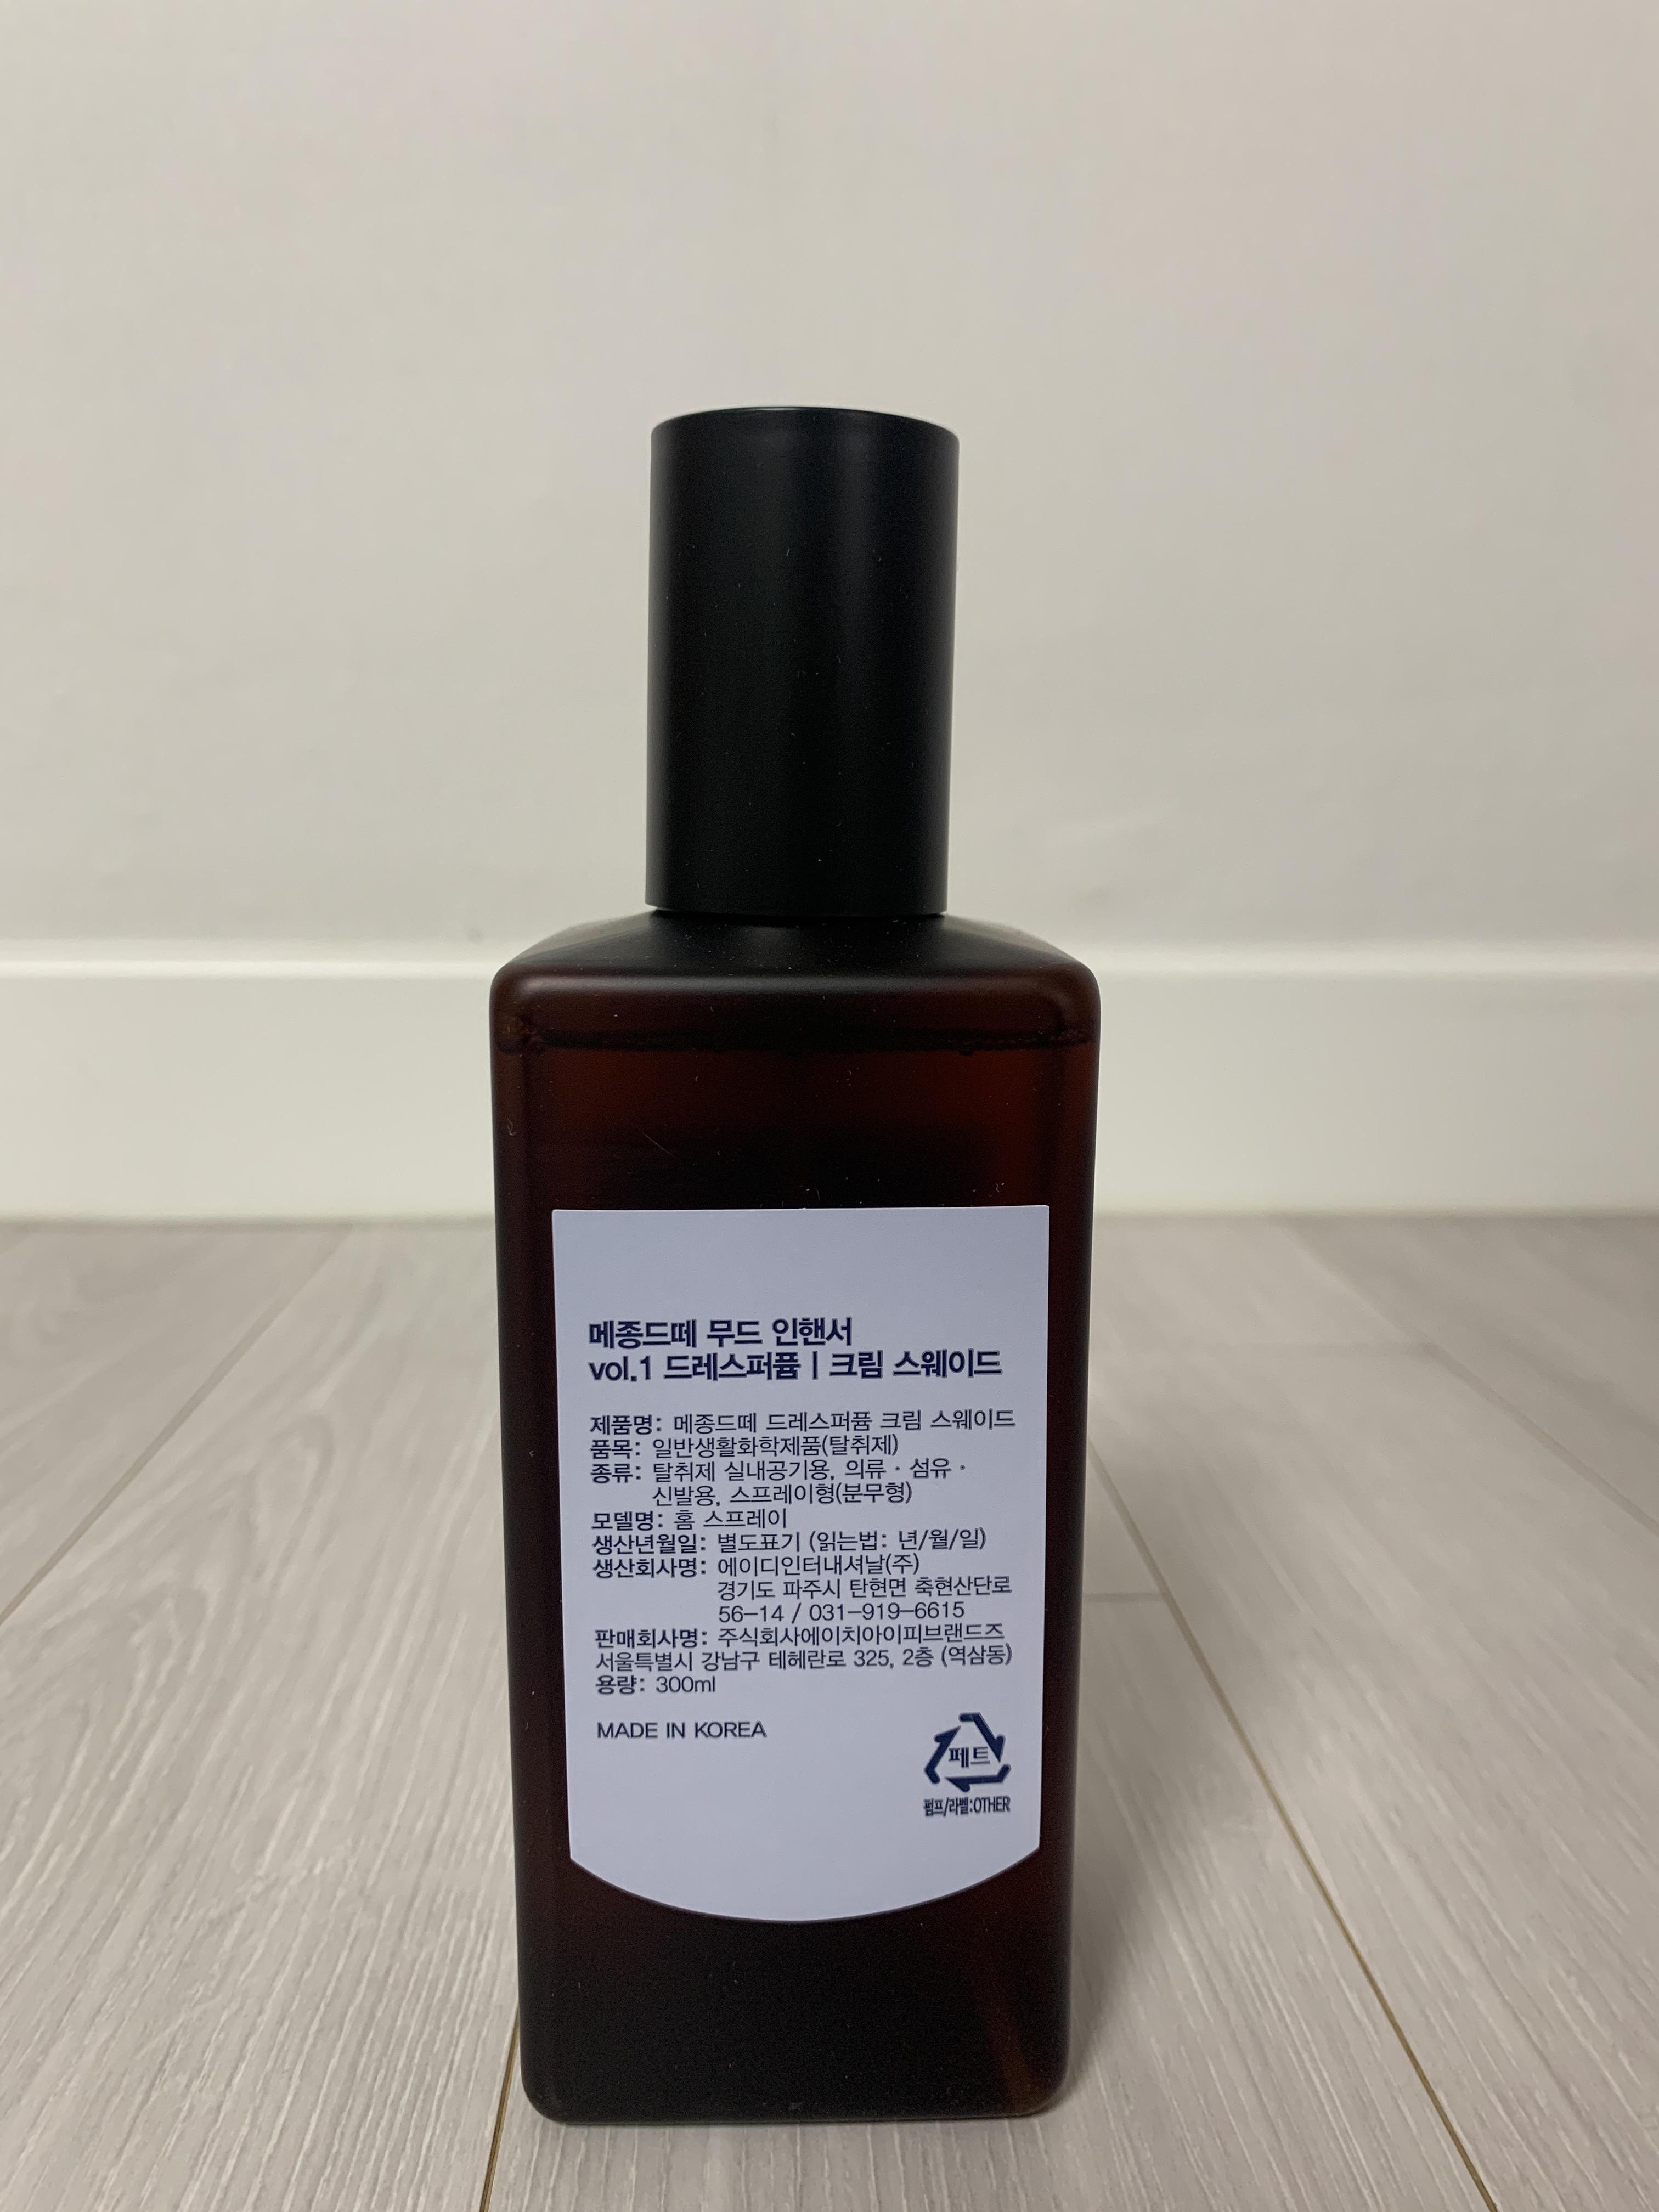 메종드떼 무드 인핸서
vol.1 드레스퍼퓸 | 크림 스웨이드
제품명: 메종드떼 드레스퍼퓸 크림 스웨이드
품목: 일반생활화학제품(탈취제)
종류: 탈취제 실내공기용, 의류 · 섬유 ·
신발용, 스프레이형(분무형)
모델명: 홈 스프레이
생산년월일: 별도표기 (읽는법: 년/월/일)
생산회사명: 에이디인터내셔날(주)
경기도 파주시 탄현면 축현산단로
56-14 / 031-919-6615
판매회사명: 주식회사에이치아이피브랜드즈
서울특별시 강남구 테헤란로 325, 2층 (역삼동)
용량: 300ml
MADE IN KOREA
페트
펌프/라벨:OTHER